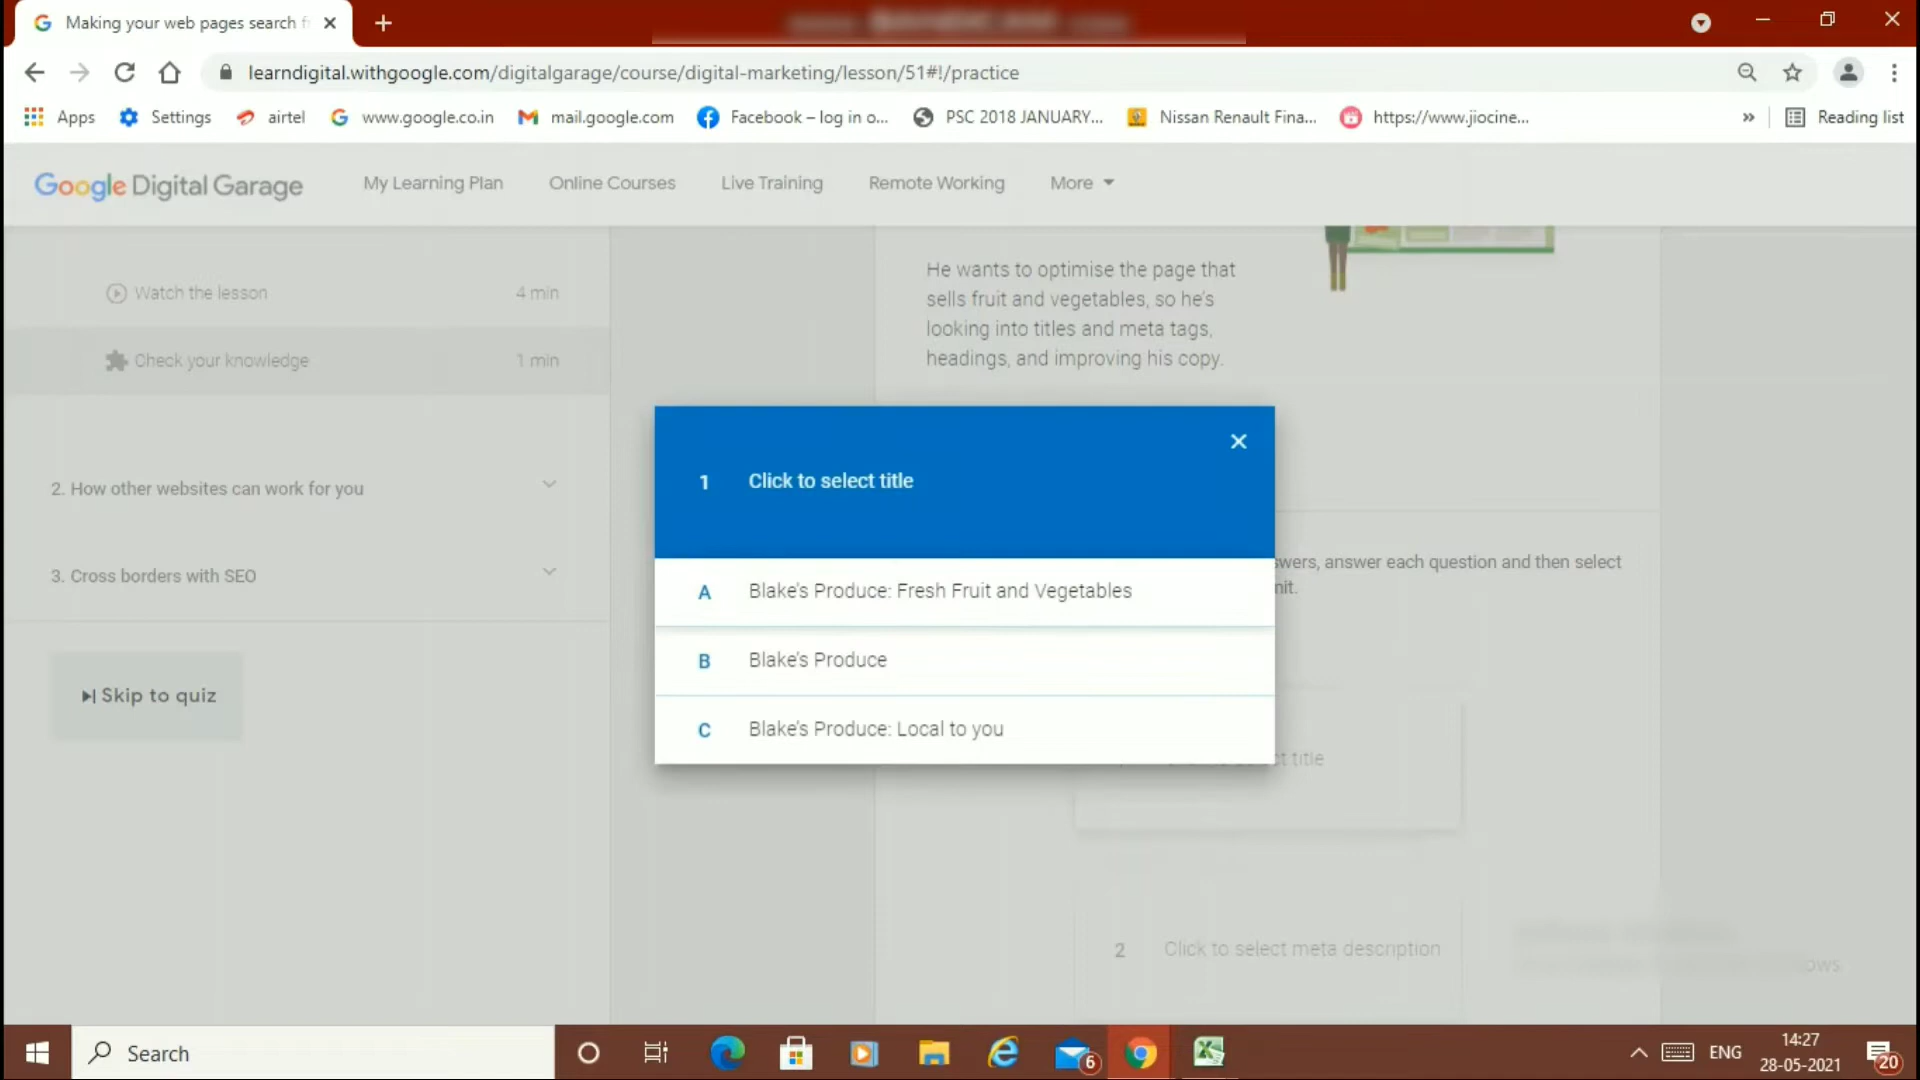 Making your web pages search f
learndigital.withgoogle.com/digitalgarage/course/digital-marketing/lesson/51#!/practice
Apps Settings airtel www.google.co.in mail.google.com Facebook – log in o... PSC 2018 JANUARY... Nissan Renault Fina... https://www.jiocine... » Reading list
Google Digital Garage My Learning Plan Online Courses Live Training Remote Working More
He wants to optimise the page that
sells fruit and vegetables, so he's
looking into titles and meta tags,
headings, and improving his copy.
Watch the lesson 4 min
Check your knowledge 1 min
2. How other websites can work for you
3. Cross borders with SEO
Skip to quiz
1 Click to select title
A Blake's Produce: Fresh Fruit and Vegetables
B Blake's Produce
C Blake's Produce: Local to you
swers, answer each question and then select
nit.
ct title
2 Click to select meta description
ows.
Search
6
ENG
14:27
28-05-2021
20